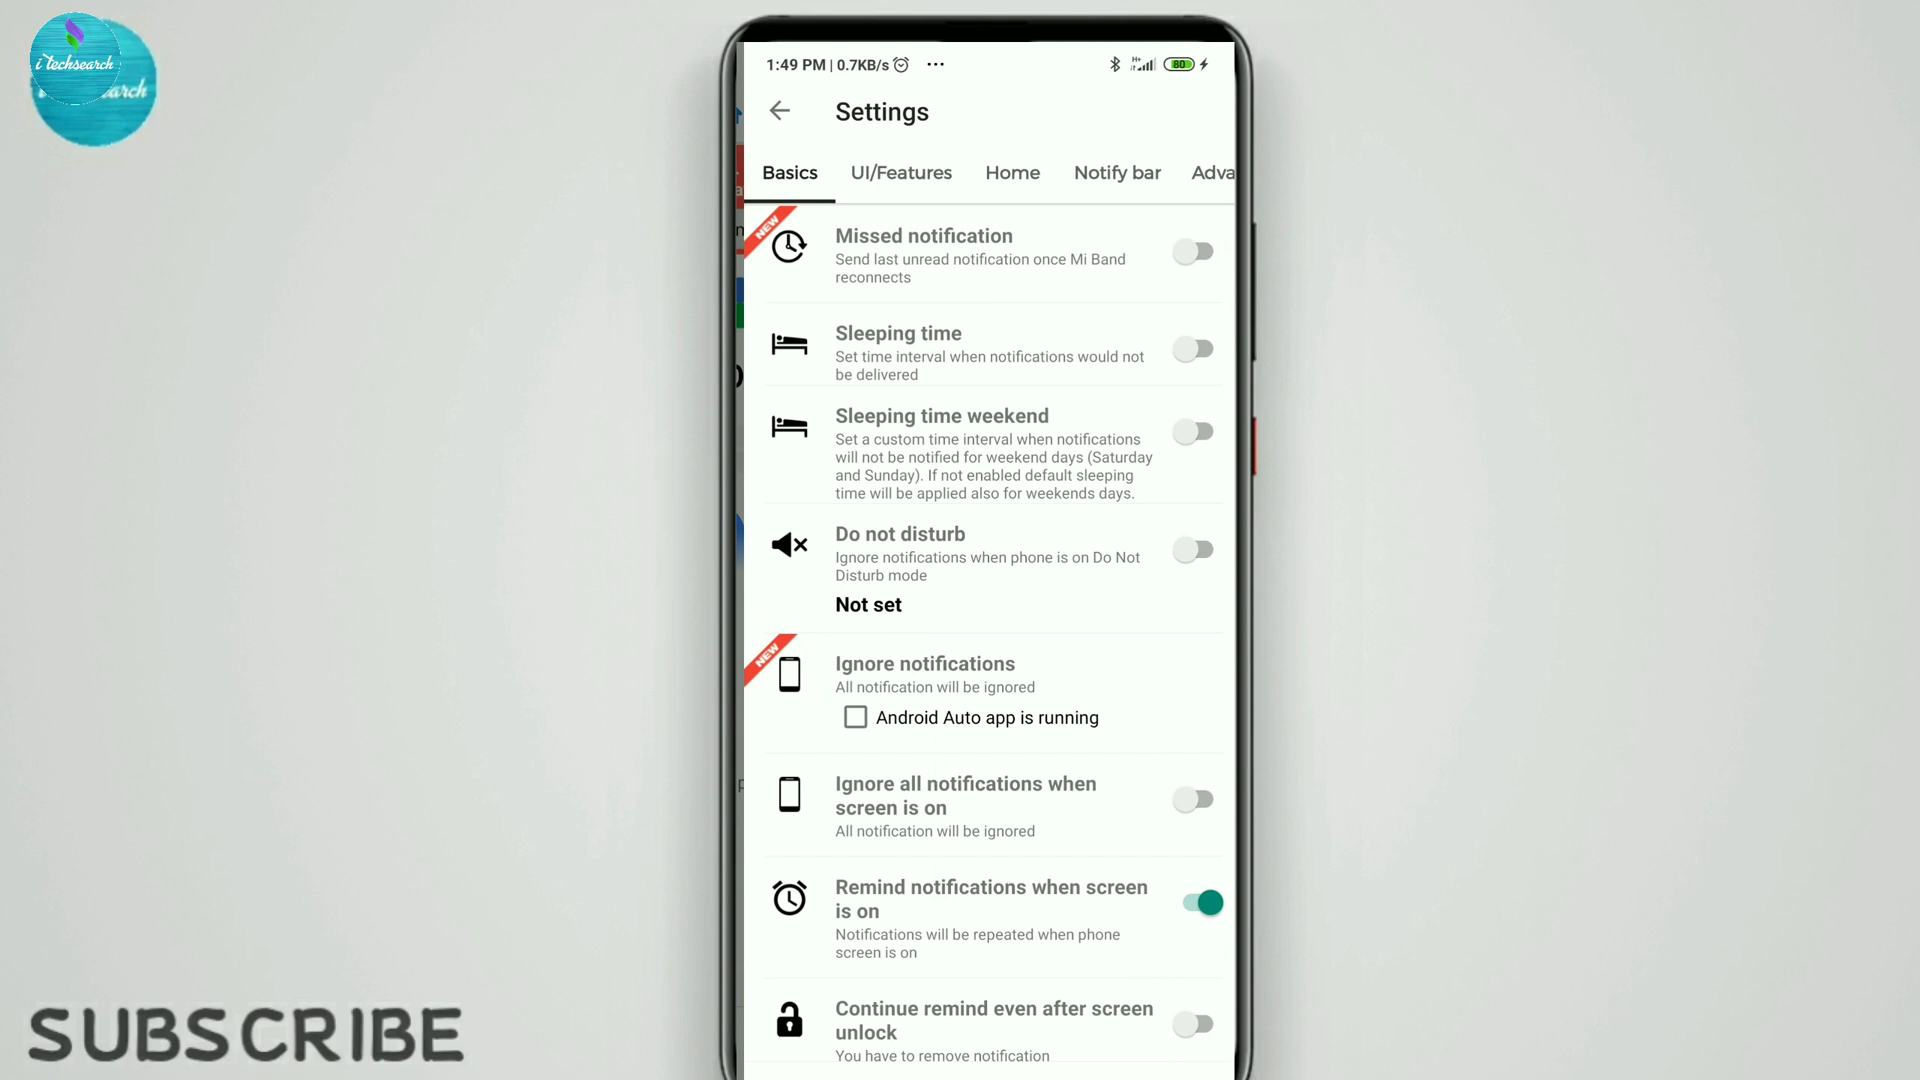 i Techsearch
arch
1:49 PM | 0.7KB/s ...
H+
80
Settings
Basics UI/Features Home Notify bar Adva
NEW
Missed notification
Send last unread notification once Mi Band
reconnects
Sleeping time
Set time interval when notifications would not
be delivered
Sleeping time weekend
Set a custom time interval when notifications
will not be notified for weekend days (Saturday
and Sunday). If not enabled default sleeping
time will be applied also for weekends days.
Do not disturb
Ignore notifications when phone is on Do Not
Disturb mode
Not set
NEW
Ignore notifications
All notification will be ignored
Android Auto app is running
Ignore all notifications when
screen is on
All notification will be ignored
Remind notifications when screen
is on
Notifications will be repeated when phone
screen is on
Continue remind even after screen
unlock
You have to remove notification
SUBSCRIBE